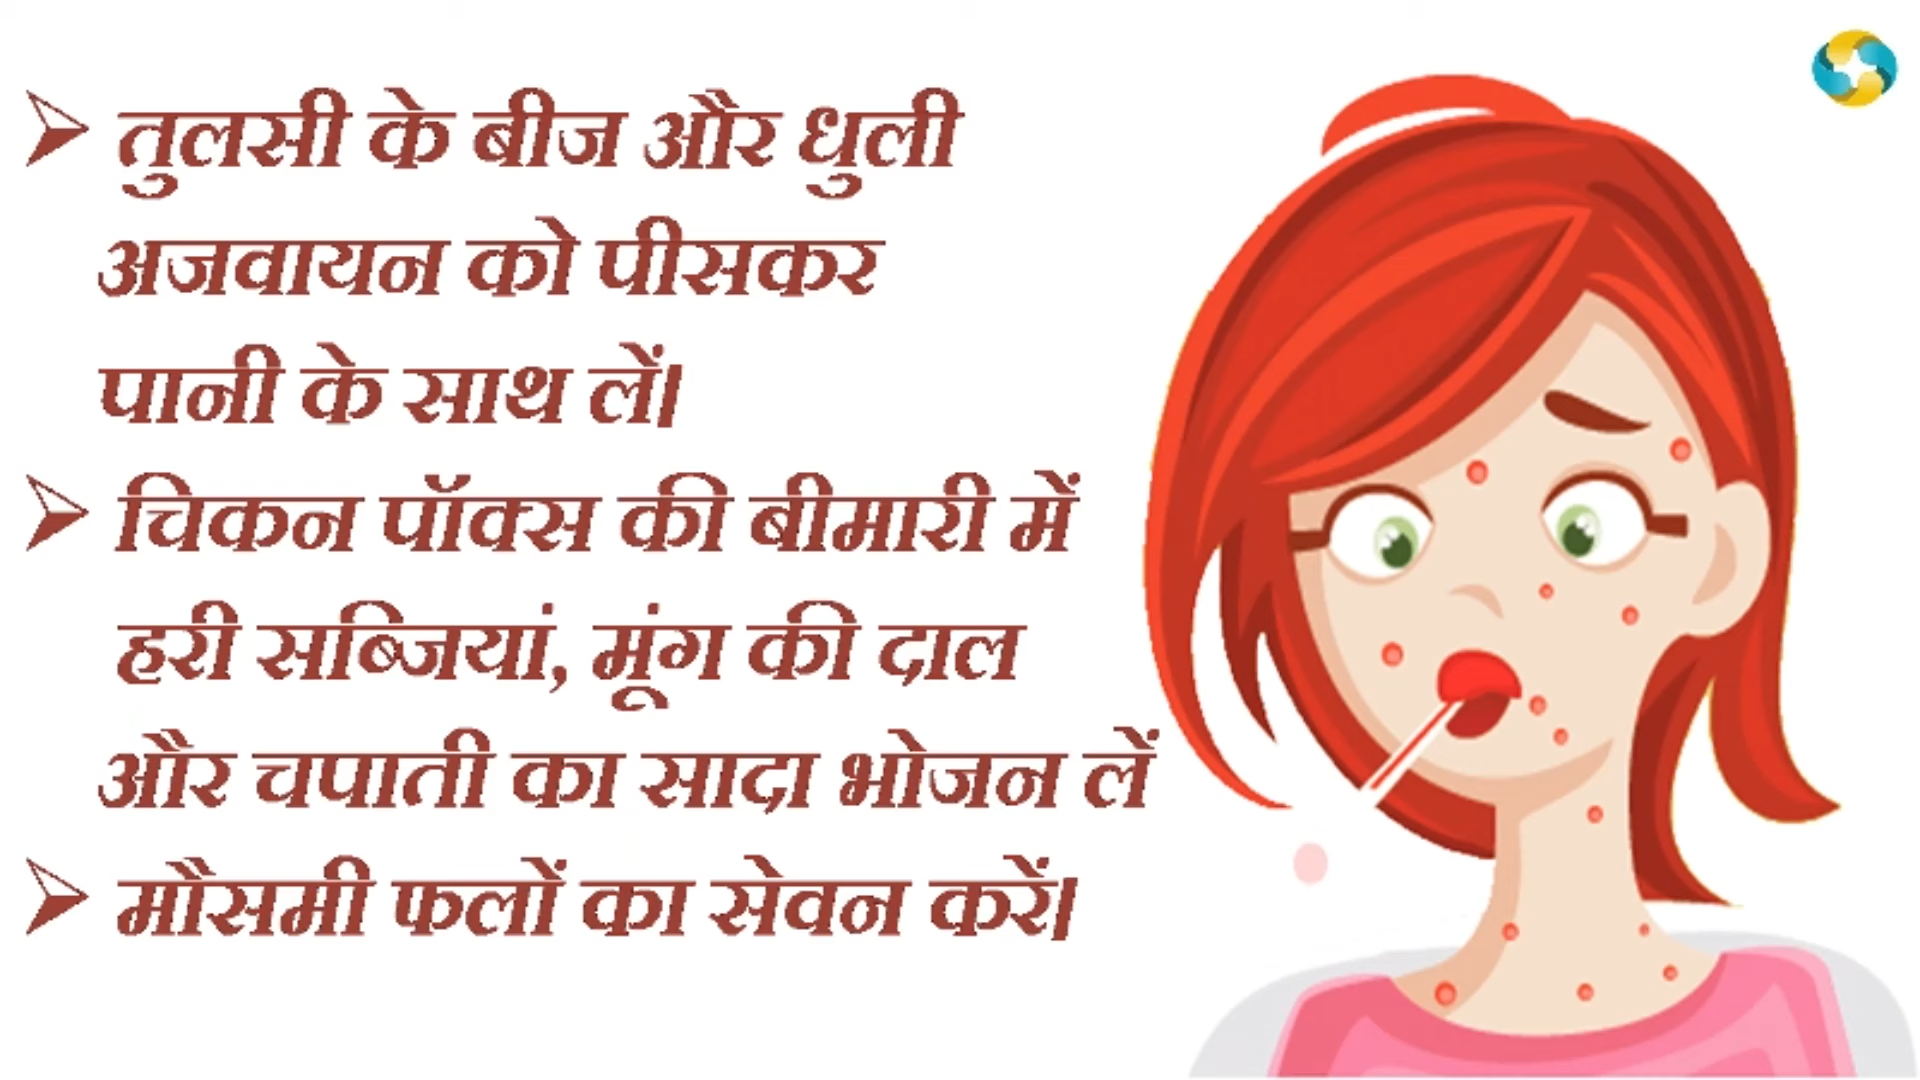 तुलसी के बीज और धुली
अजवायन को पीसकर
पानी के साथ लें।
चिकन पॉक्स की बीमारी में
हरी सब्जियां, मूंग की दाल
और चपाती का सादा भोजन लें
मौसमी फलों का सेवन करें।